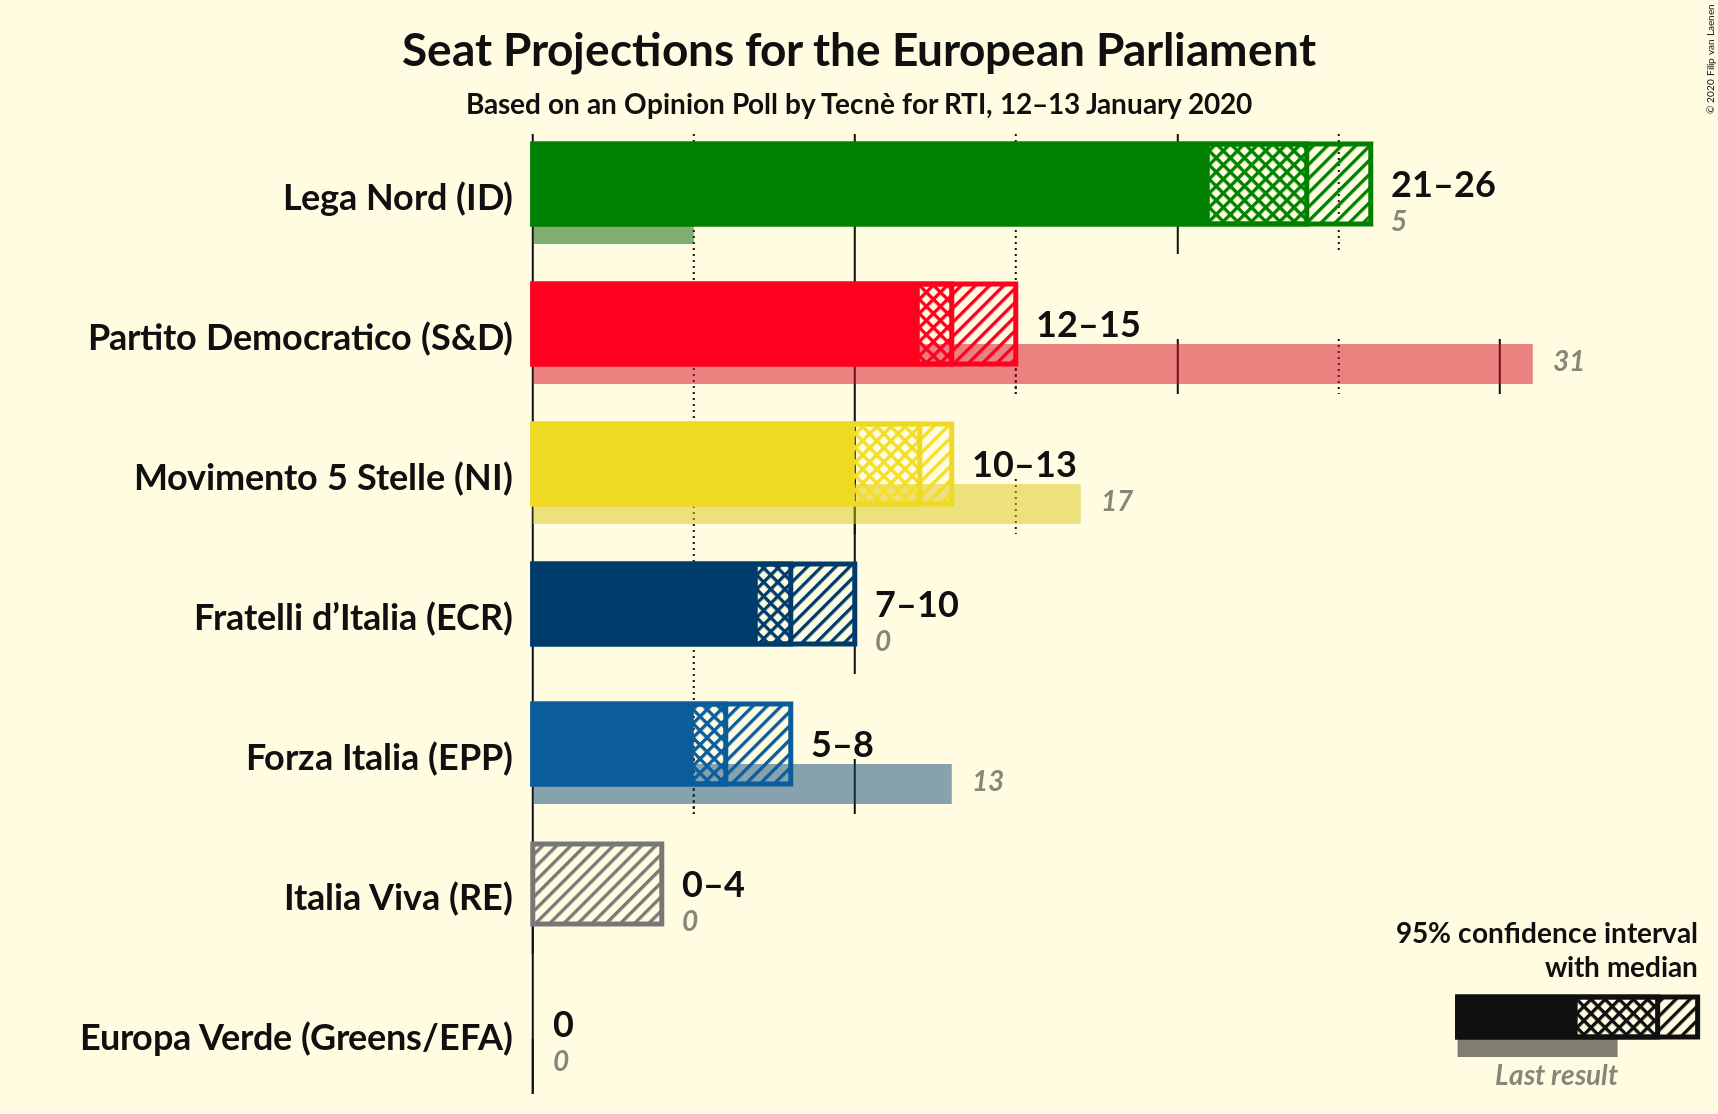 Seat Projections for the European Parliament
Based on an Opinion Poll by Tecnè for RTI, 12–13 January 2020
© 2020 Filip van Laenen
Lega Nord (ID)
21–26
5
Partito Democratico (S&D)
12–15
31
Movimento 5 Stelle (NI)
10–13
17
Fratelli d’Italia (ECR)
7–10
0
Forza Italia (EPP)
5–8
13
Italia Viva (RE)
0–4
0
Europa Verde (Greens/EFA)
0
0
95% confidence interval
with median
Last result